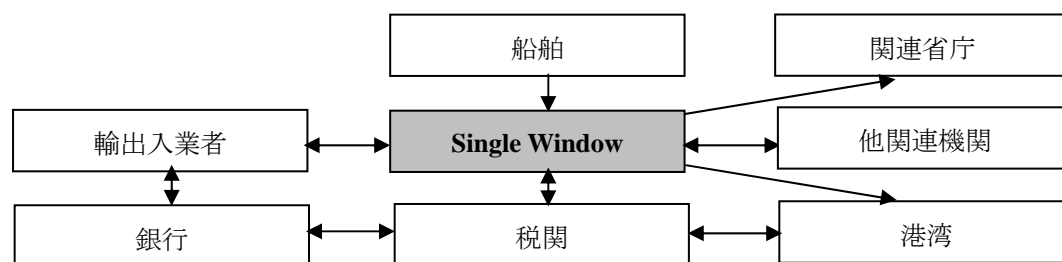 船舶
関連省庁
輸出入業者
Single Window
他関連機関
銀行
税関
港湾